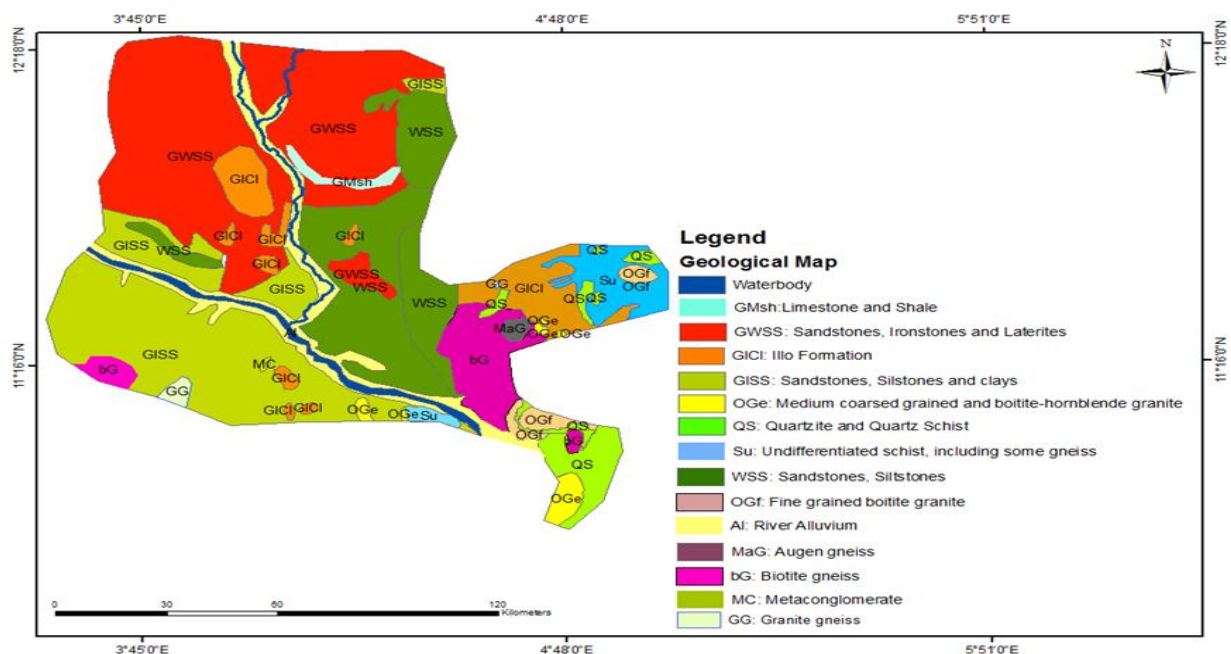 3°45'0"E 4°48'0"E 5°51'0"E
12°18'0"N 12°18'0"N
N
GISS
GWSS
WSS
GWSS
GICI
GMsh
GICI
GICI
GICI
GISS
WSS
GICI
GISS
GWSS
WSS
WSS
QS
QS
OGf
OGf
Su
GG
GICI
QS
QS
QS
MaG
OGe
OGe
OGe
bG
Al
GISS
bG
GG
MC
GICI
GICI
GICI
OGe
OGe
Su
OGf
OGf
QS
bG
QS
OGe
11°16'0"N 11°16'0"N
Legend
Geological Map
Waterbody
GMsh:Limestone and Shale
GWSS: Sandstones, Ironstones and Laterites
GICI: Illo Formation
GISS: Sandstones, Silstones and clays
OGe: Medium coarsed grained and boitite-hornblende granite
QS: Quartzite and Quartz Schist
Su: Undifferentiated schist, including some gneiss
WSS: Sandstones, Siltstones
OGf: Fine grained boitite granite
Al: River Alluvium
MaG: Augen gneiss
bG: Biotite gneiss
MC: Metaconglomerate
GG: Granite gneiss
0 30 60 120
Kilometers
3°45'0"E 4°48'0"E 5°51'0"E